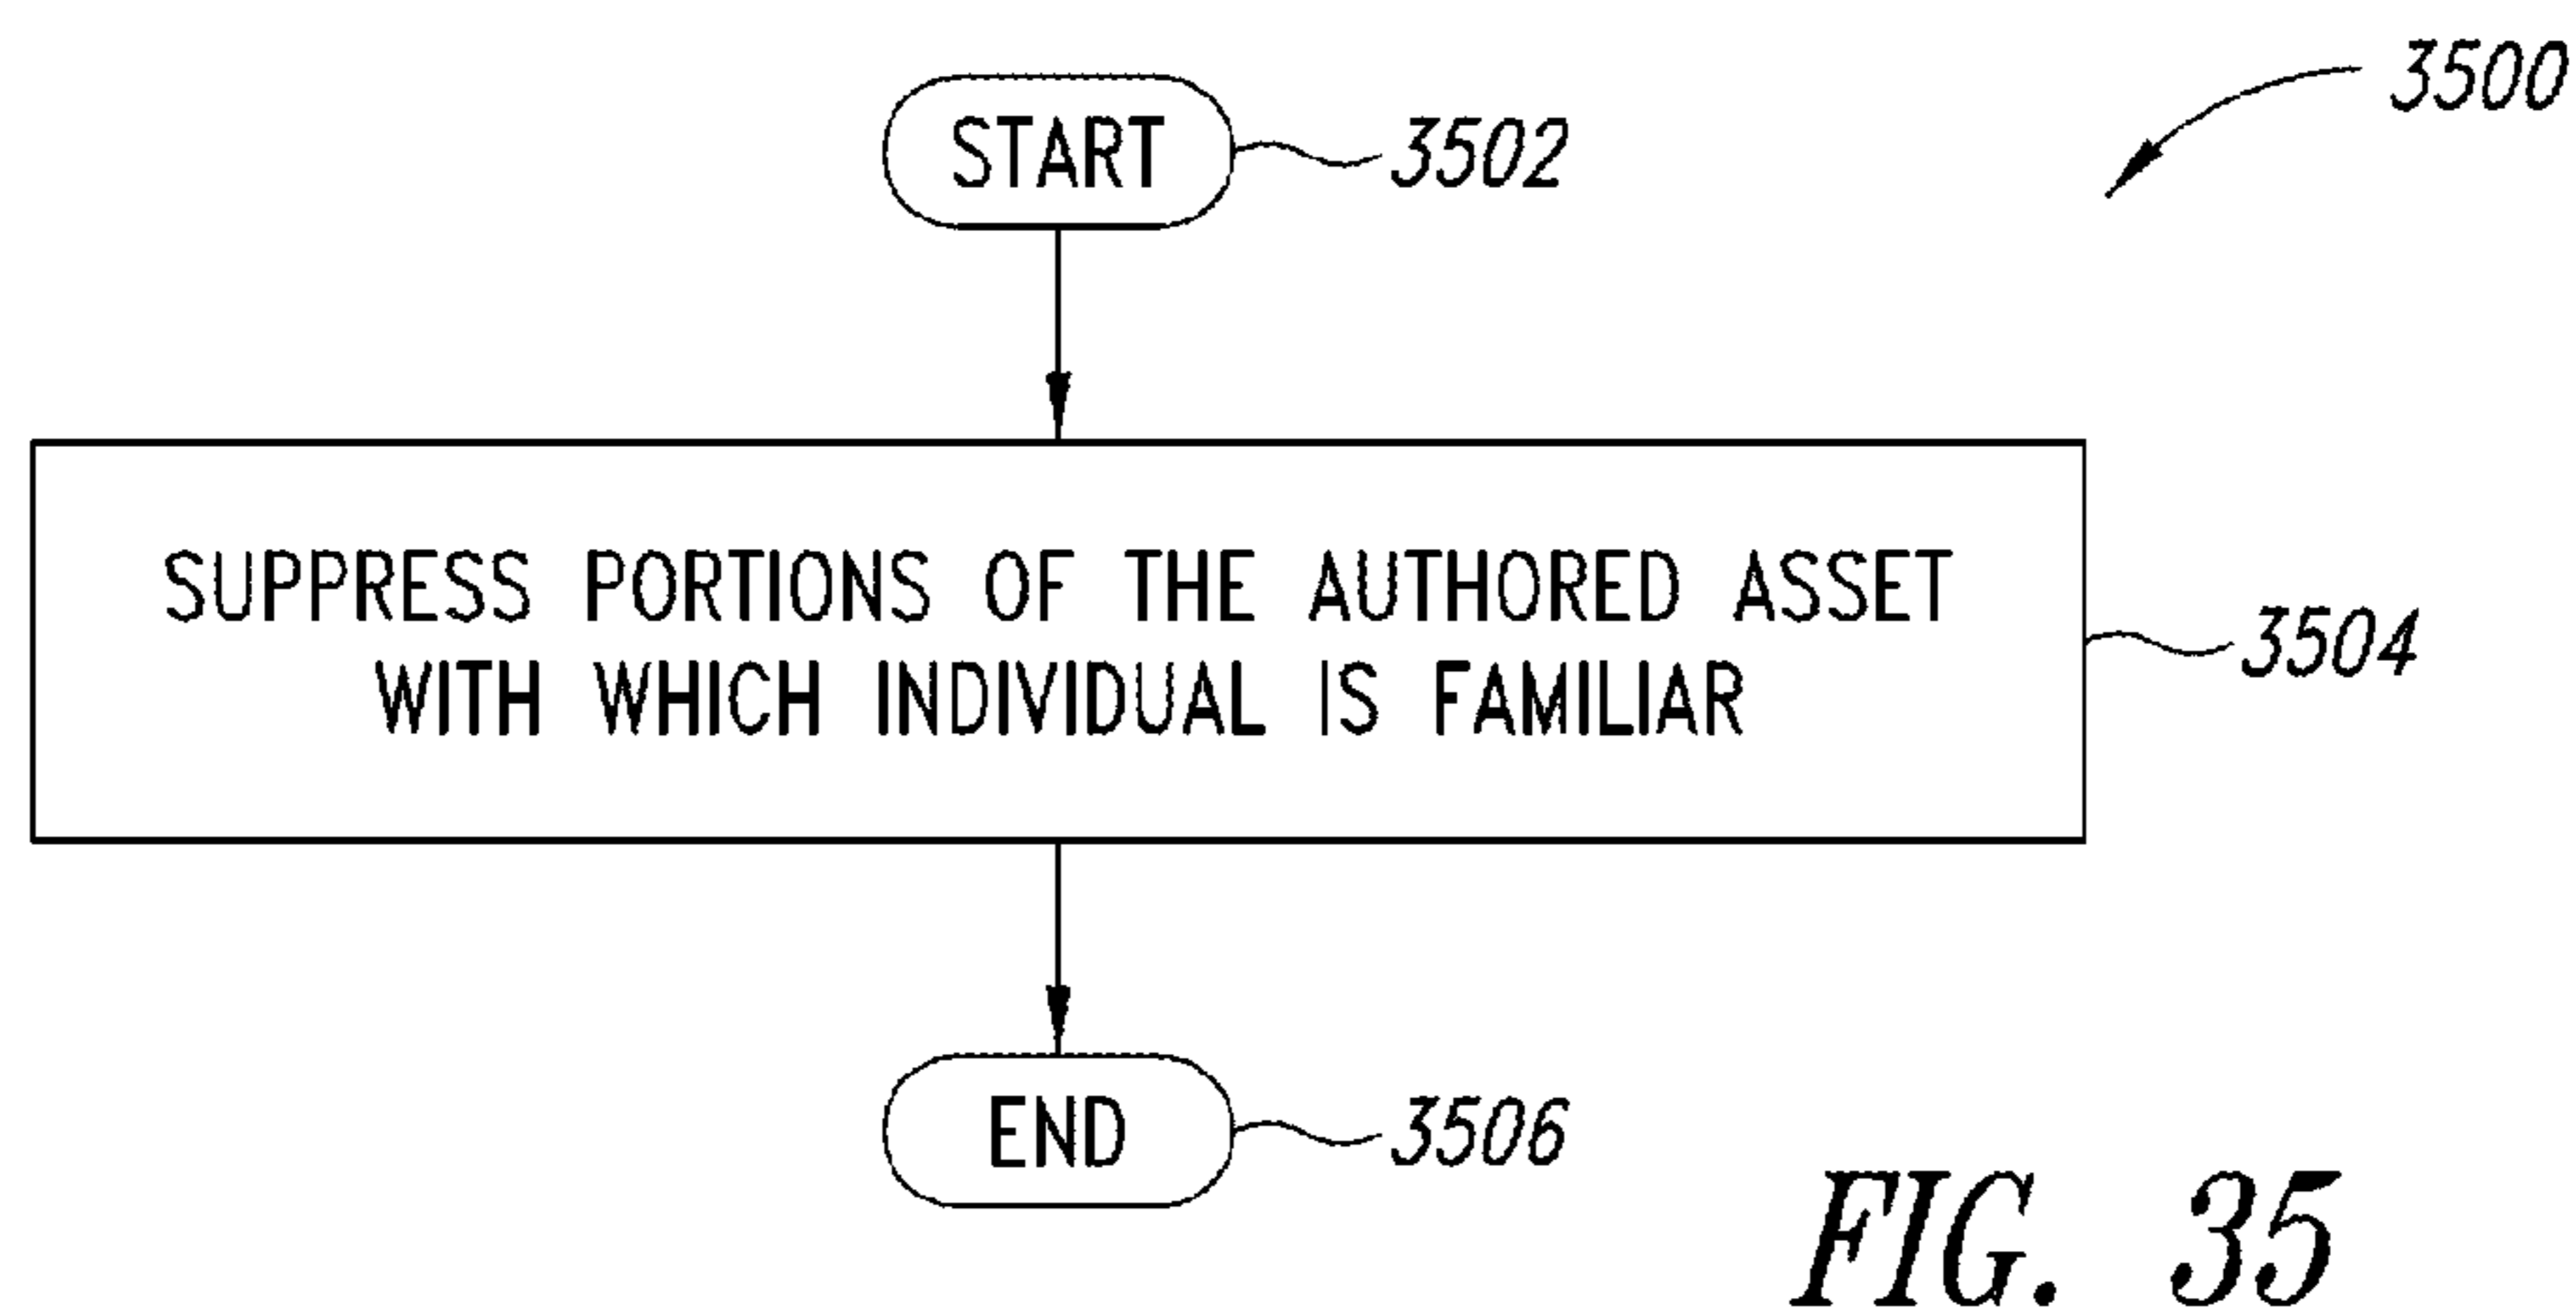 3500
START
3502
SUPPRESS PORTIONS OF THE AUTHORED ASSET
WITH WHICH INDIVIDUAL IS FAMILIAR
3504
END
3506
FIG. 35